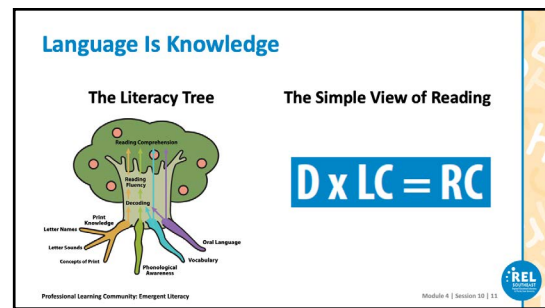 Language Is Knowledge
The Literacy Tree
The Simple View of Reading
Reading Comprehension
Reading
Fluency
Decoding
Print
Knowledge
Letter Names
Letter Sounds
Concepts of Print
Phonological
Awareness
Vocabulary
Oral Language
D x LC = RC
Professional Learning Community: Emergent Literacy
Module 4 | Session 10 | 11
REL
SOUTHEAST